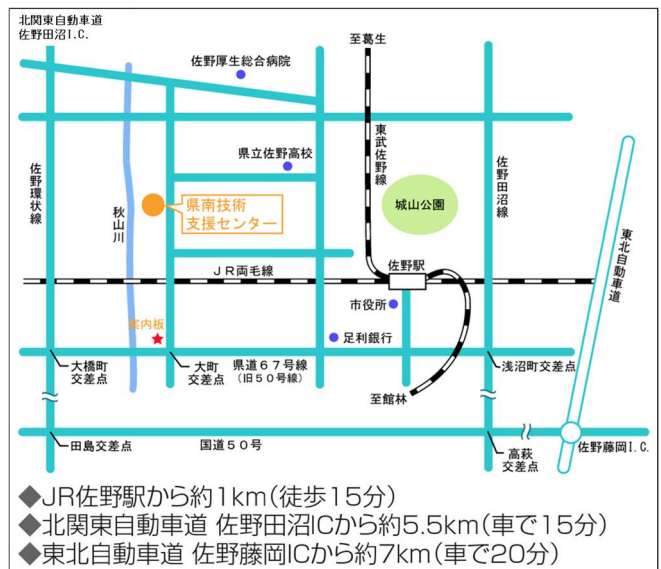 北関東自動車道
佐野田沼I.C.
佐野厚生総合病院
至葛生
県立佐野高校
東武佐野線
佐野環状線
秋山川
県南技術
支援センター
城山公園
佐野田沼線
東北自動車道
JR両毛線
佐野駅
市役所
案内板
足利銀行
大橋町
交差点
大町
交差点
県道67号線
(旧50号線)
浅沼町交差点
至館林
田島交差点
国道50号
高萩
交差点
佐野藤岡I.C.
◆JR佐野駅から約1km(徒歩15分)
◆北関東自動車道 佐野田沼ICから約5.5km(車で15分)
◆東北自動車道 佐野藤岡ICから約7km(車で20分)